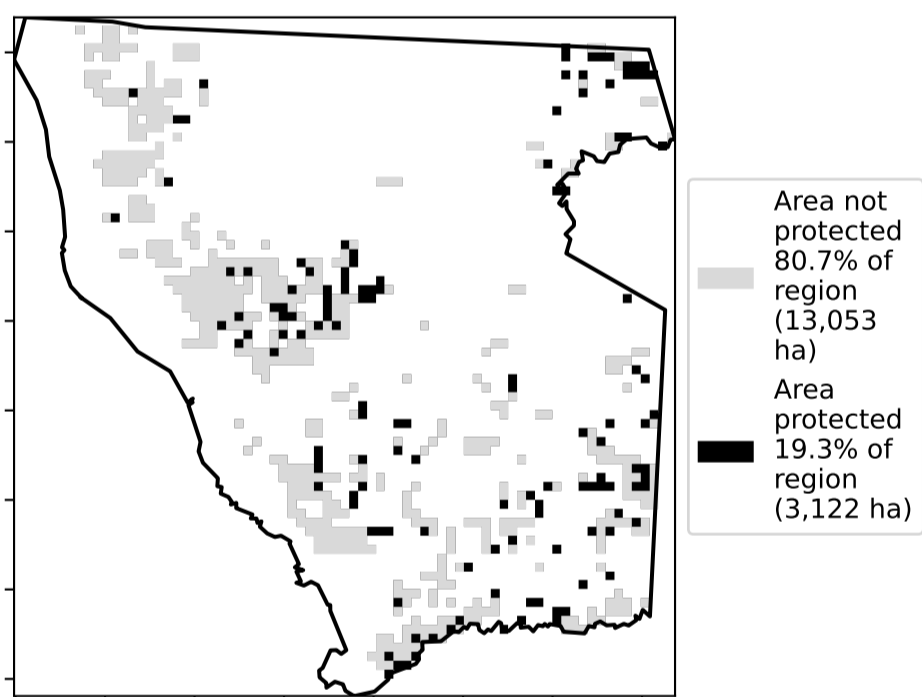 Area not
protected
80.7% of
region
(13,053
ha)
Area
protected
19.3% of
region
(3,122 ha)